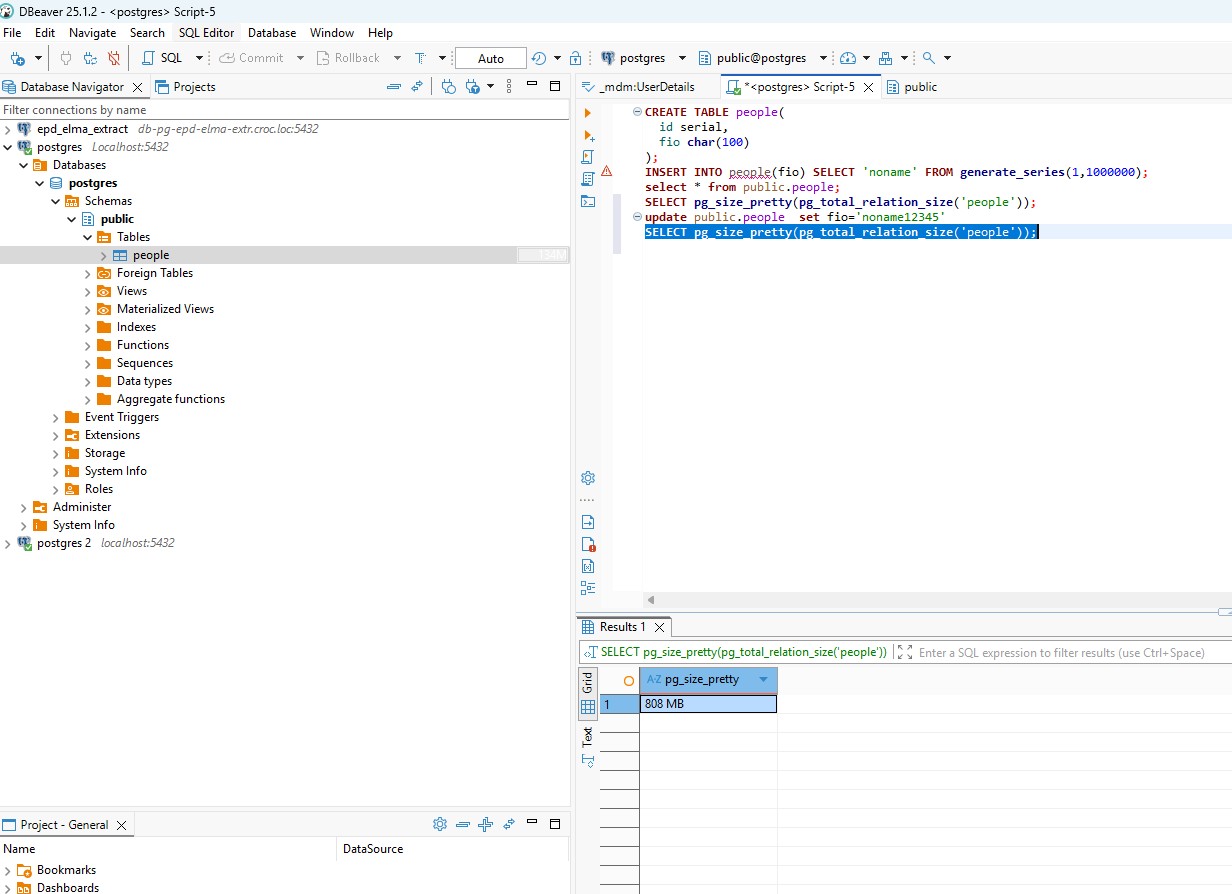 DBeaver 25.1.2 - <postgres> Script-5
File Edit Navigate Search SQL Editor Database Window Help
SQL Commit Rollback Auto postgres public@postgres
Database Navigator Projects
Filter connections by name
epd_elma_extract db-pg-epd-elma-extr.croc.loc:5432
postgres Localhost:5432
Databases
postgres
Schemas
public
Tables
people
Foreign Tables
Views
Materialized Views
Indexes
Functions
Sequences
Data types
Aggregate functions
Event Triggers
Extensions
Storage
System Info
Roles
Administer
System Info
postgres 2 localhost:5432
Project - General
Name DataSource
Bookmarks
Dashboards
_mdm:UserDetails *<postgres> Script-5 public
CREATE TABLE people(
id serial,
fio char(100)
);
INSERT INTO people(fio) SELECT 'noname' FROM generate_series(1,1000000);
select * from public.people;
SELECT pg_size_pretty(pg_total_relation_size('people'));
update public.people set fio='noname12345'
SELECT pg_size_pretty(pg_total_relation_size('people'));
Results 1
SELECT pg_size_pretty(pg_total_relation_size('people')) Enter a SQL expression to filter results (use Ctrl+Space)
Grid
Text
A-Z pg_size_pretty
1 808 MB